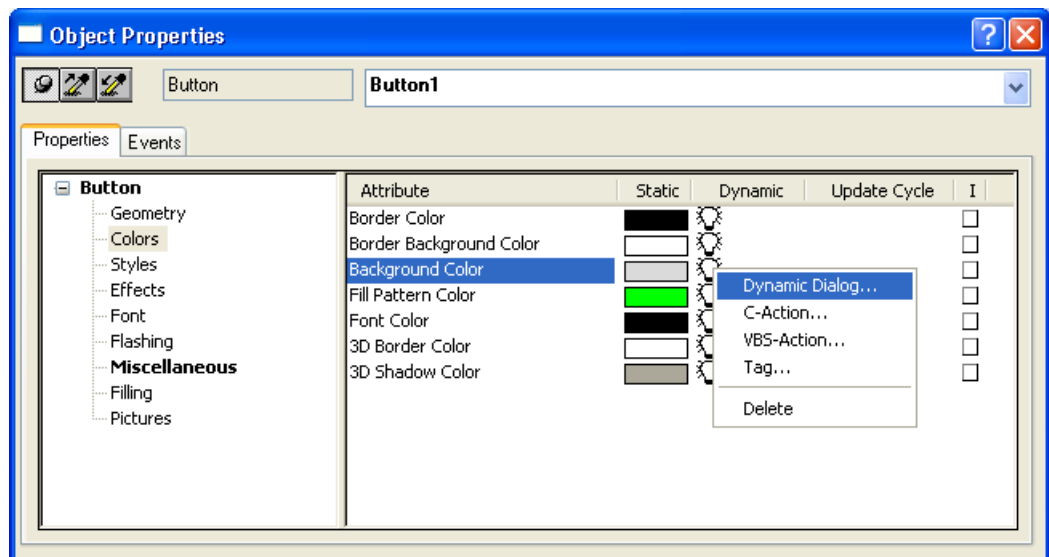 Object Properties
Button Button1
Properties Events
Button
Geometry
Colors
Styles
Effects
Font
Flashing
Miscellaneous
Filling
Pictures
Attribute Static Dynamic Update Cycle I
Border Color
Border Background Color
Background Color
Fill Pattern Color
Font Color
3D Border Color
3D Shadow Color
Dynamic Dialog...
C-Action...
VBS-Action...
Tag...
Delete